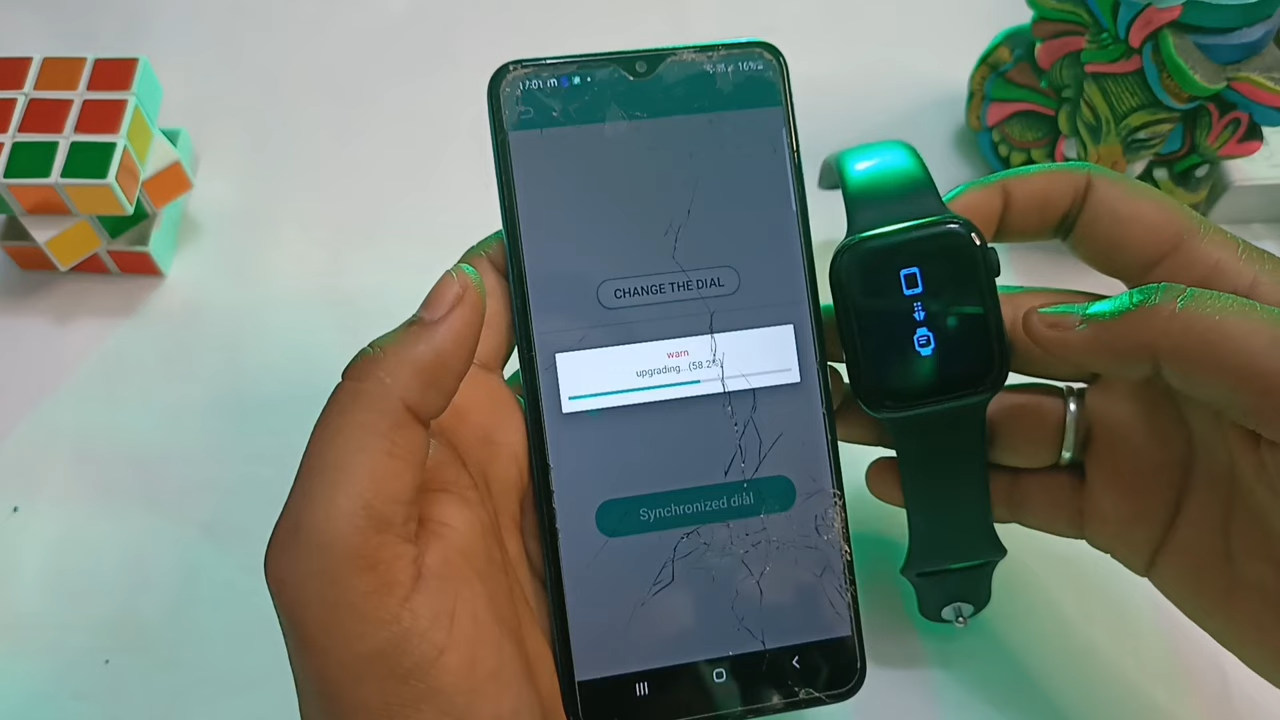 17:01 m
16%
CHANGE THE DIAL
warn
upgrading...(58.2%)
Synchronized dial